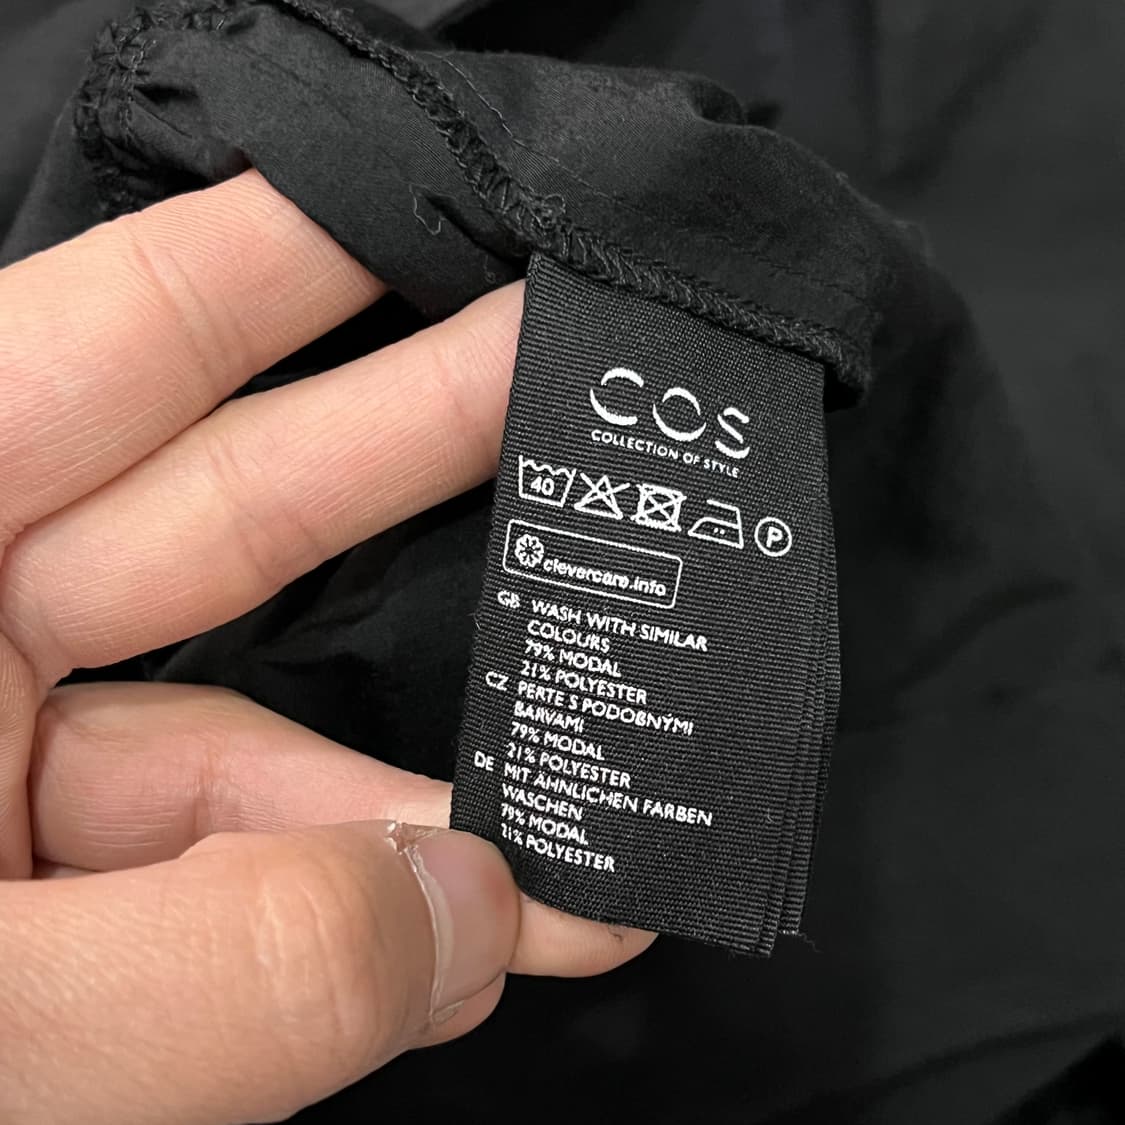 COS
COLLECTION OF STYLE
40
P
clevercare.info
GB WASH WITH SIMILAR
COLOURS
79% MODAL
21% POLYESTER
CZ PERTE S PODOBNÝMI
BARVAMI
79% MODAL
21% POLYESTER
DE MIT ÄHNLICHEN FARBEN
WASCHEN
79% MODAL
21% POLYESTER